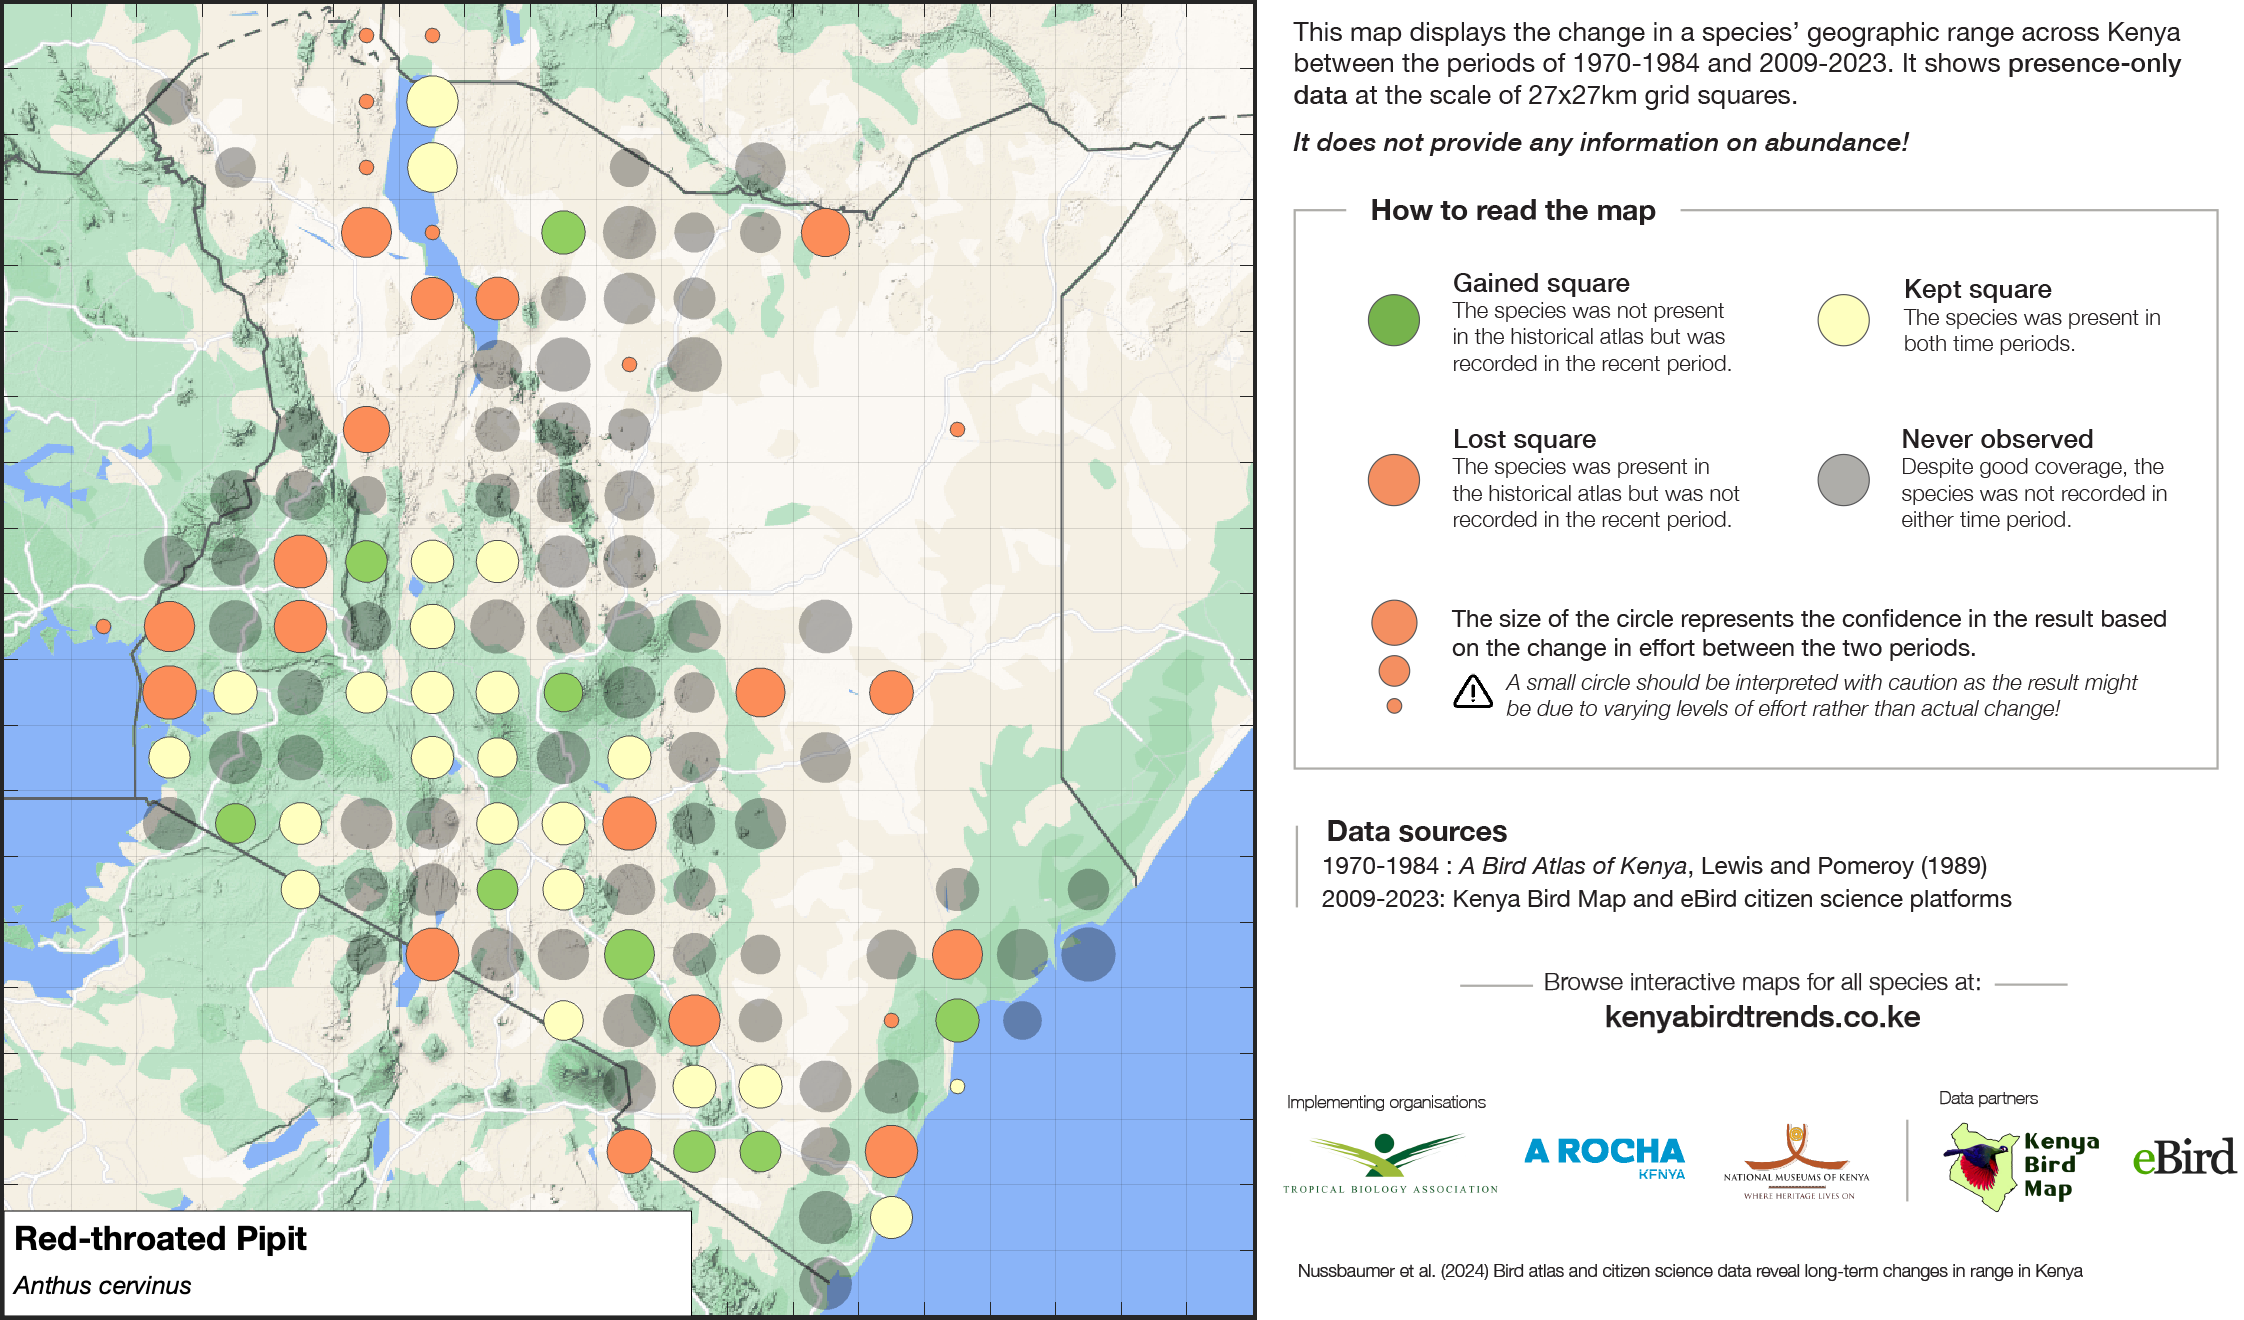 This map displays the change in a species’ geographic range across Kenya
between the periods of 1970-1984 and 2009-2023. It shows presence-only
data at the scale of 27x27km grid squares.
It does not provide any information on abundance!
How to read the map
Gained square
The species was not present
in the historical atlas but was
recorded in the recent period.
Kept square
The species was present in
both time periods.
Lost square
The species was present in
the historical atlas but was not
recorded in the recent period.
Never observed
Despite good coverage, the
species was not recorded in
either time period.
The size of the circle represents the confidence in the result based
on the change in effort between the two periods.
A small circle should be interpreted with caution as the result might
be due to varying levels of effort rather than actual change!
Data sources
1970-1984 : A Bird Atlas of Kenya, Lewis and Pomeroy (1989)
2009-2023: Kenya Bird Map and eBird citizen science platforms
Browse interactive maps for all species at:
kenyabirdtrends.co.ke
Implementing organisations
Data partners
TROPICAL BIOLOGY ASSOCIATION
A ROCHA
KENYA
NATIONAL MUSEUMS OF KENYA
WHERE HERITAGE LIVES ON
Kenya
Bird
Map
eBird
Nussbaumer et al. (2024) Bird atlas and citizen science data reveal long-term changes in range in Kenya
Red-throated Pipit
Anthus cervinus